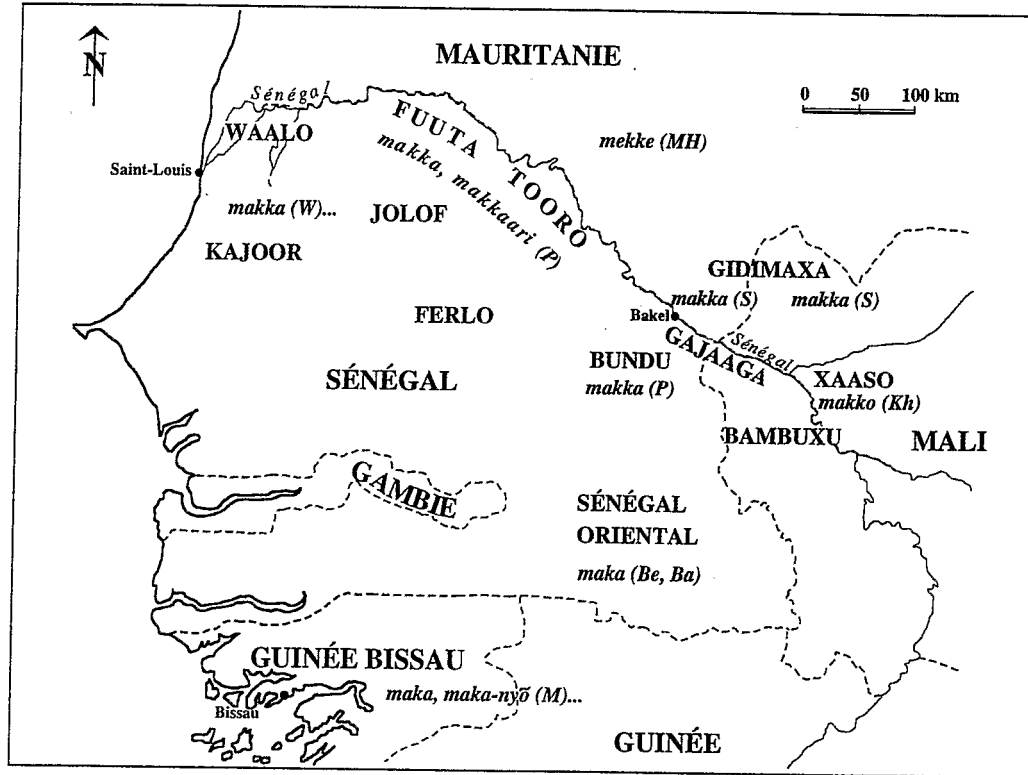 N
MAURITANIE
0 50 100 km
Sénégal
WAALO
FUUTA TOORO
makka, makkaari (P)
mekke (MH)
Saint-Louis
makka (W)...
JOLOF
KAJOOR
GIDIMAXA
makka (S) makka (S)
Bakel
FERLO
GAJAAGA
Sénégal
BUNDU
makka (P)
SÉNÉGAL
XAASO
makko (Kh)
BAMBUXU
MALI
GAMBIE
SÉNÉGAL
ORIENTAL
maka (Be, Ba)
GUINÉE BISSAU
maka, maka-nyõ (M)...
Bissau
GUINÉE